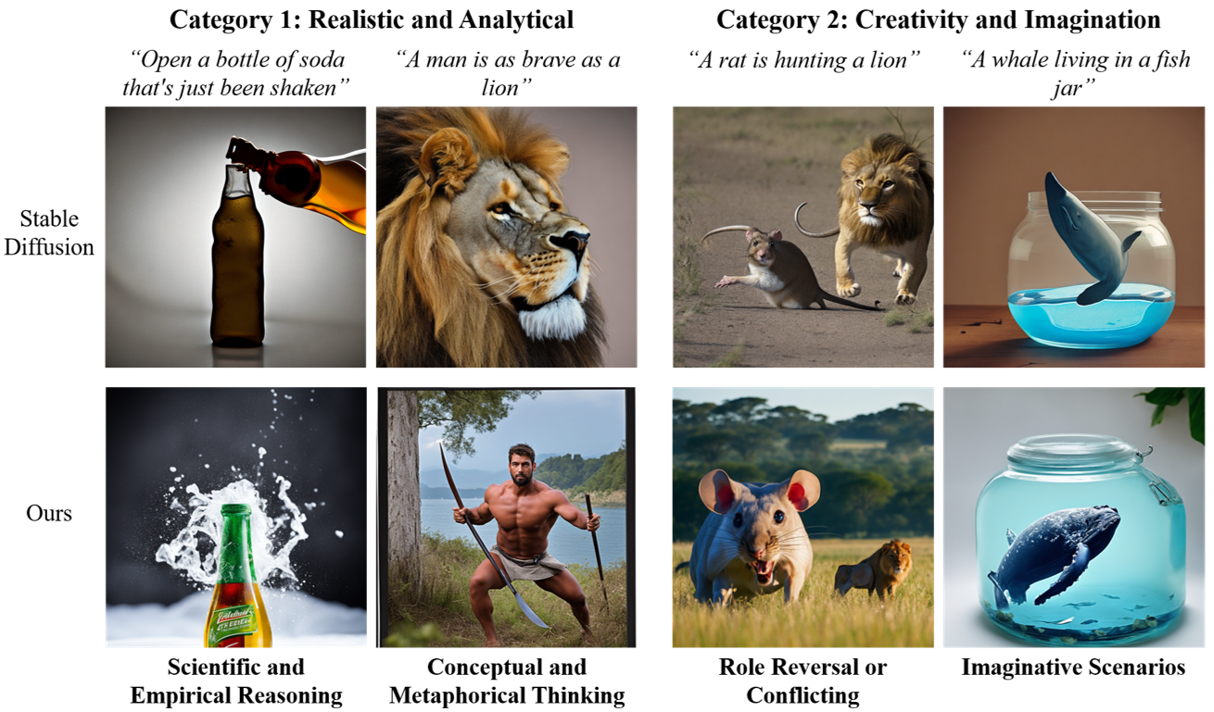 Category 1: Realistic and Analytical
Category 2: Creativity and Imagination
“Open a bottle of soda
that's just been shaken”
“A man is as brave as a
lion”
“A rat is hunting a lion”
“A whale living in a fish
jar”
Stable
Diffusion
Ours
Scientific and
Empirical Reasoning
Conceptual and
Metaphorical Thinking
Role Reversal or
Conflicting
Imaginative Scenarios